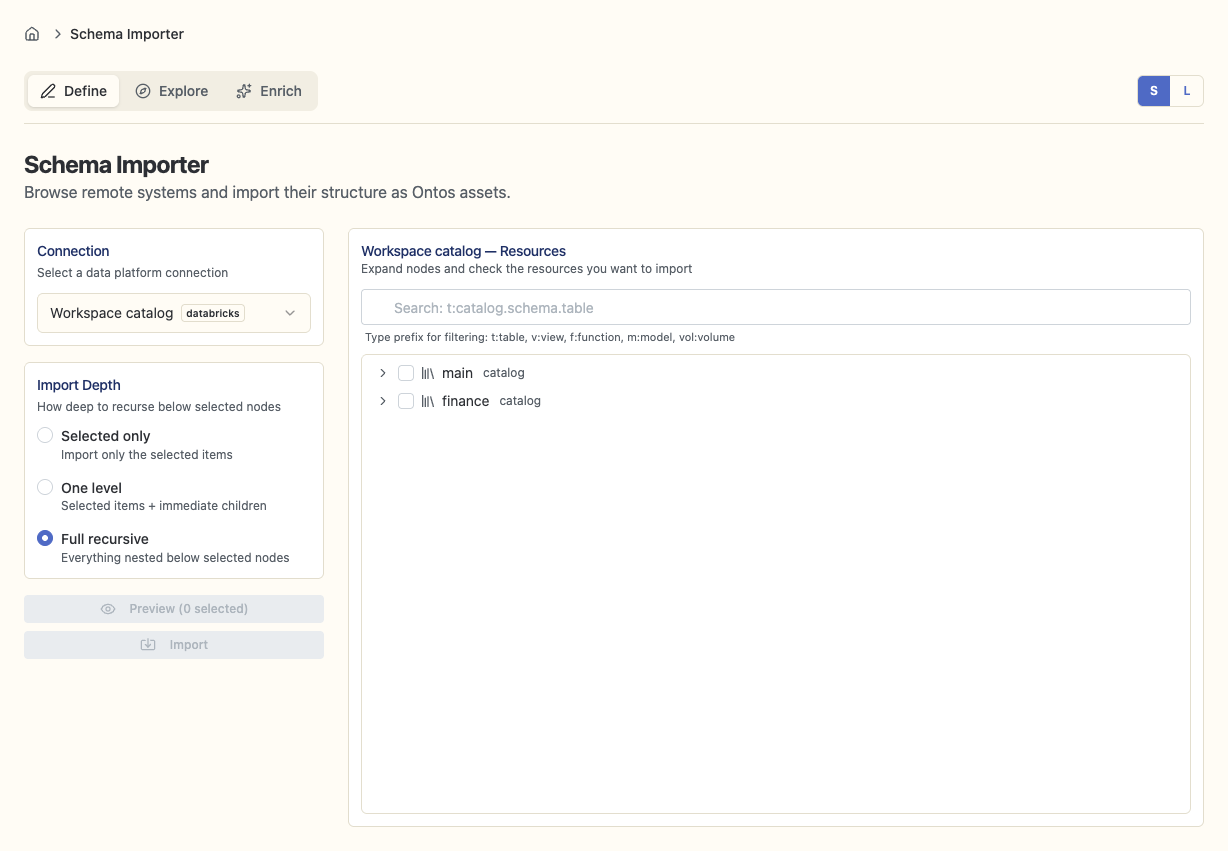 Schema Importer
Define
Explore
Enrich
S
L
Schema Importer
Browse remote systems and import their structure as Ontos assets.
Connection
Select a data platform connection
Workspace catalog databricks
Import Depth
How deep to recurse below selected nodes
Selected only
Import only the selected items
One level
Selected items + immediate children
Full recursive
Everything nested below selected nodes
Preview (0 selected)
Import
Workspace catalog — Resources
Expand nodes and check the resources you want to import
Search: t:catalog.schema.table
Type prefix for filtering: t:table, v:view, f:function, m:model, vol:volume
main catalog
finance catalog